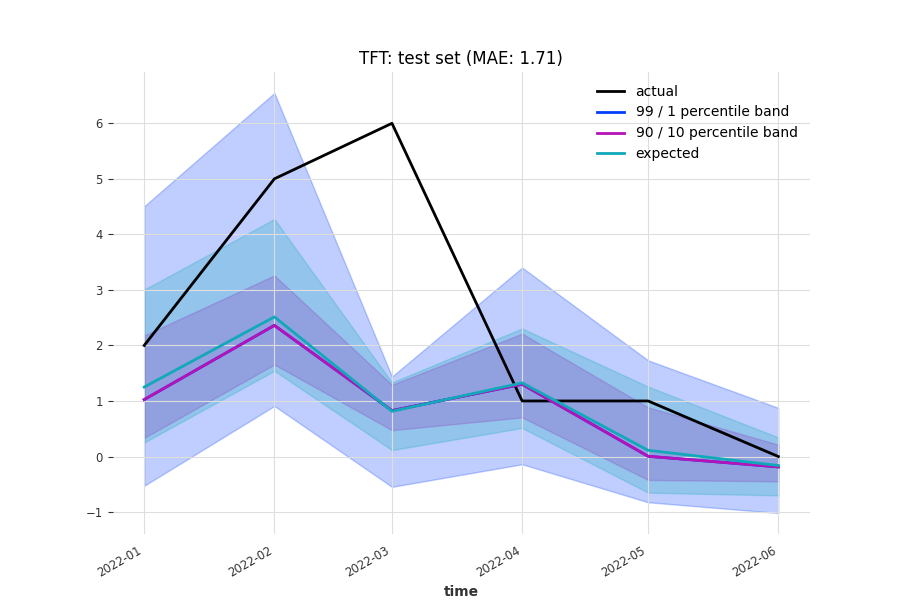 TFT: test set (MAE: 1.71)
actual
99 / 1 percentile band
90 / 10 percentile band
expected
6
5
4
3
2
1
0
−1
2022-01
2022-02
2022-03
2022-04
2022-05
2022-06
time